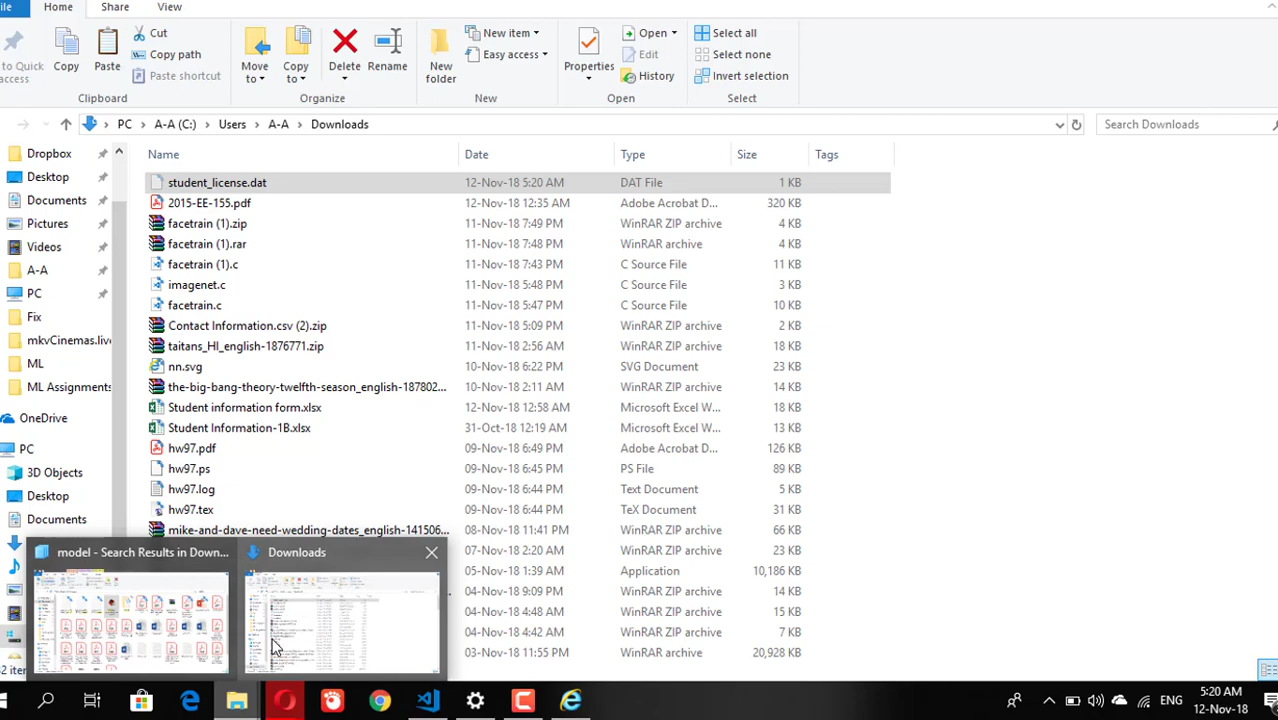 File Home Share View
Cut
Copy path
Paste shortcut
to Quick
access
Copy
Paste
Move
to
Copy
to
Delete
Rename
New
folder
New item
Easy access
Properties
Open
Edit
History
Select all
Select none
Invert selection
Clipboard Organize New Open Select
PC A-A (C:) Users A-A Downloads Search Downloads
Name Date Type Size Tags
Dropbox
Desktop
Documents
Pictures
Videos
A-A
PC
Fix
mkvCinemas.live
ML
ML Assignments
OneDrive
PC
3D Objects
Desktop
Documents
student_license.dat 12-Nov-18 5:20 AM DAT File 1 KB
2015-EE-155.pdf 12-Nov-18 12:35 AM Adobe Acrobat D... 320 KB
facetrain (1).zip 11-Nov-18 7:49 PM WinRAR ZIP archive 4 KB
facetrain (1).rar 11-Nov-18 7:48 PM WinRAR archive 4 KB
facetrain (1).c 11-Nov-18 7:43 PM C Source File 11 KB
imagenet.c 11-Nov-18 5:48 PM C Source File 3 KB
facetrain.c 11-Nov-18 5:47 PM C Source File 10 KB
Contact Information.csv (2).zip 11-Nov-18 5:09 PM WinRAR ZIP archive 2 KB
taitans_HI_english-1876771.zip 11-Nov-18 2:56 AM WinRAR ZIP archive 18 KB
nn.svg 10-Nov-18 6:22 PM SVG Document 23 KB
the-big-bang-theory-twelfth-season_english-187802... 10-Nov-18 2:11 AM WinRAR ZIP archive 14 KB
Student information form.xlsx 12-Nov-18 12:58 AM Microsoft Excel W... 18 KB
Student Information-1B.xlsx 31-Oct-18 12:19 AM Microsoft Excel W... 13 KB
hw97.pdf 09-Nov-18 6:49 PM Adobe Acrobat D... 126 KB
hw97.ps 09-Nov-18 6:45 PM PS File 89 KB
hw97.log 09-Nov-18 6:44 PM Text Document 5 KB
hw97.tex 09-Nov-18 6:44 PM TeX Document 31 KB
mike-and-dave-need-wedding-dates_english-141506... 08-Nov-18 11:41 PM WinRAR ZIP archive 66 KB
07-Nov-18 2:20 AM WinRAR ZIP archive 23 KB
05-Nov-18 1:39 AM Application 10,186 KB
04-Nov-18 9:09 PM WinRAR ZIP archive 14 KB
04-Nov-18 4:48 AM WinRAR ZIP archive 15 KB
04-Nov-18 4:42 AM WinRAR ZIP archive 13 KB
03-Nov-18 11:55 PM WinRAR archive 20,928 KB
model - Search Results in Down... Downloads
ENG
5:20 AM
12-Nov-18